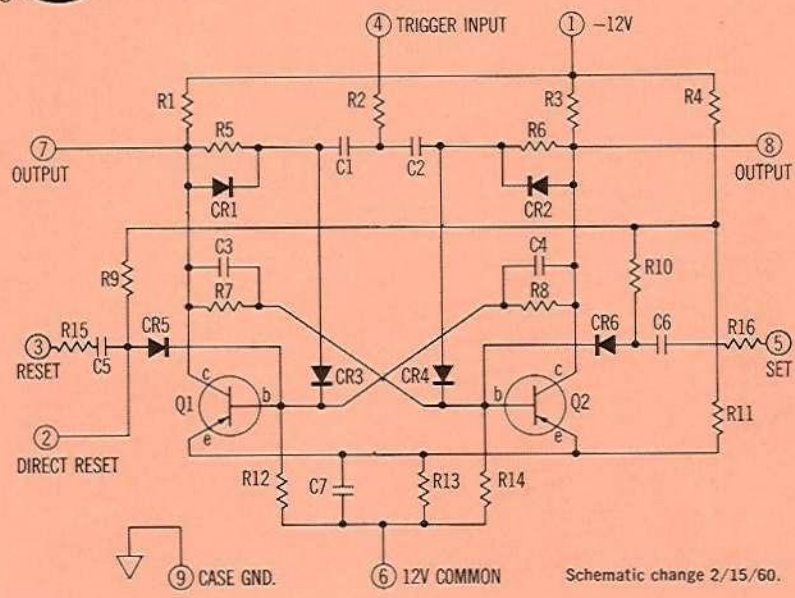 ④ TRIGGER INPUT ① -12V
R1 R2 R3 R4
⑦ R5 C1 C2 R6 ⑧
OUTPUT CR1 CR2 OUTPUT
R9 C3 C4 R10
R7 R8
③ R15 C5 CR5 CR6 C6 R16 ⑤
RESET CR3 CR4 SET
c c
Q1 b b Q2
e e
R11
②
DIRECT RESET
R12 C7 R13 R14
⑨ CASE GND. ⑥ 12V COMMON Schematic change 2/15/60.